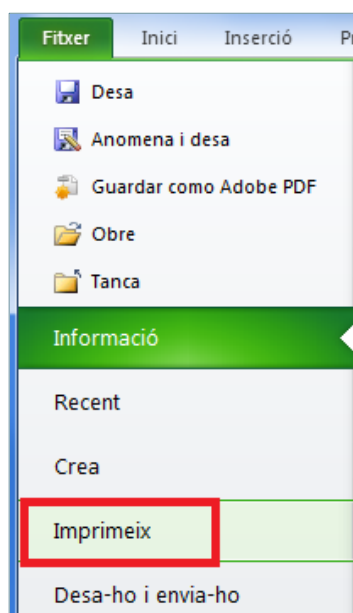 Fitxer Inici Inserció
Desa
Anomena i desa
Guardar como Adobe PDF
Obre
Tanca
Informació
Recent
Crea
Imprimeix
Desa-ho i envia-ho